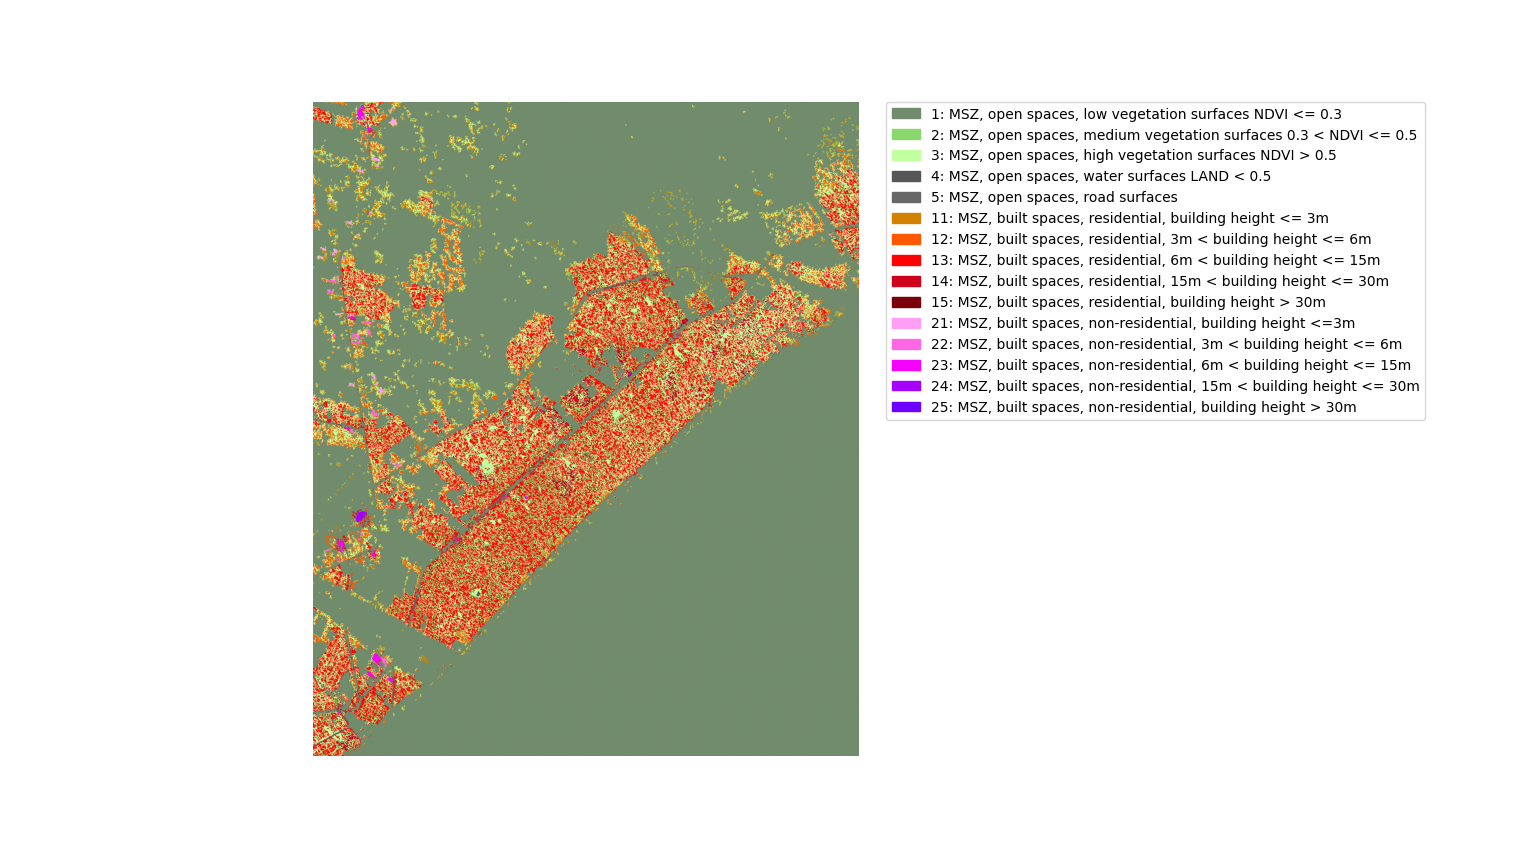 1: MSZ, open spaces, low vegetation surfaces NDVI <= 0.3
2: MSZ, open spaces, medium vegetation surfaces 0.3 < NDVI <= 0.5
3: MSZ, open spaces, high vegetation surfaces NDVI > 0.5
4: MSZ, open spaces, water surfaces LAND < 0.5
5: MSZ, open spaces, road surfaces
11: MSZ, built spaces, residential, building height <= 3m
12: MSZ, built spaces, residential, 3m < building height <= 6m
13: MSZ, built spaces, residential, 6m < building height <= 15m
14: MSZ, built spaces, residential, 15m < building height <= 30m
15: MSZ, built spaces, residential, building height > 30m
21: MSZ, built spaces, non-residential, building height <=3m
22: MSZ, built spaces, non-residential, 3m < building height <= 6m
23: MSZ, built spaces, non-residential, 6m < building height <= 15m
24: MSZ, built spaces, non-residential, 15m < building height <= 30m
25: MSZ, built spaces, non-residential, building height > 30m